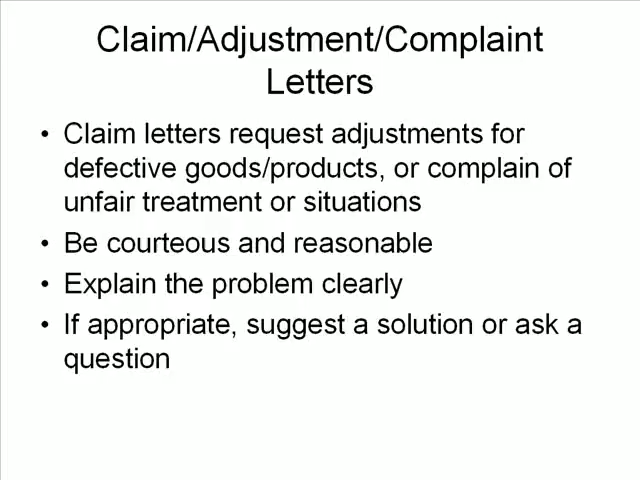 Claim/Adjustment/Complaint
Letters
• Claim letters request adjustments for
defective goods/products, or complain of
unfair treatment or situations
• Be courteous and reasonable
• Explain the problem clearly
• If appropriate, suggest a solution or ask a
question